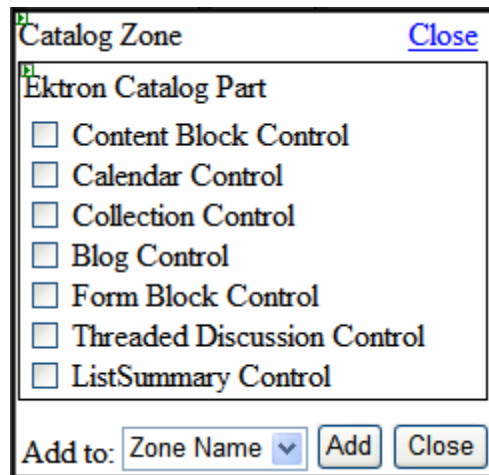 Catalog Zone Close
Ektron Catalog Part
Content Block Control
Calendar Control
Collection Control
Blog Control
Form Block Control
Threaded Discussion Control
ListSummary Control
Add to: Zone Name Add Close